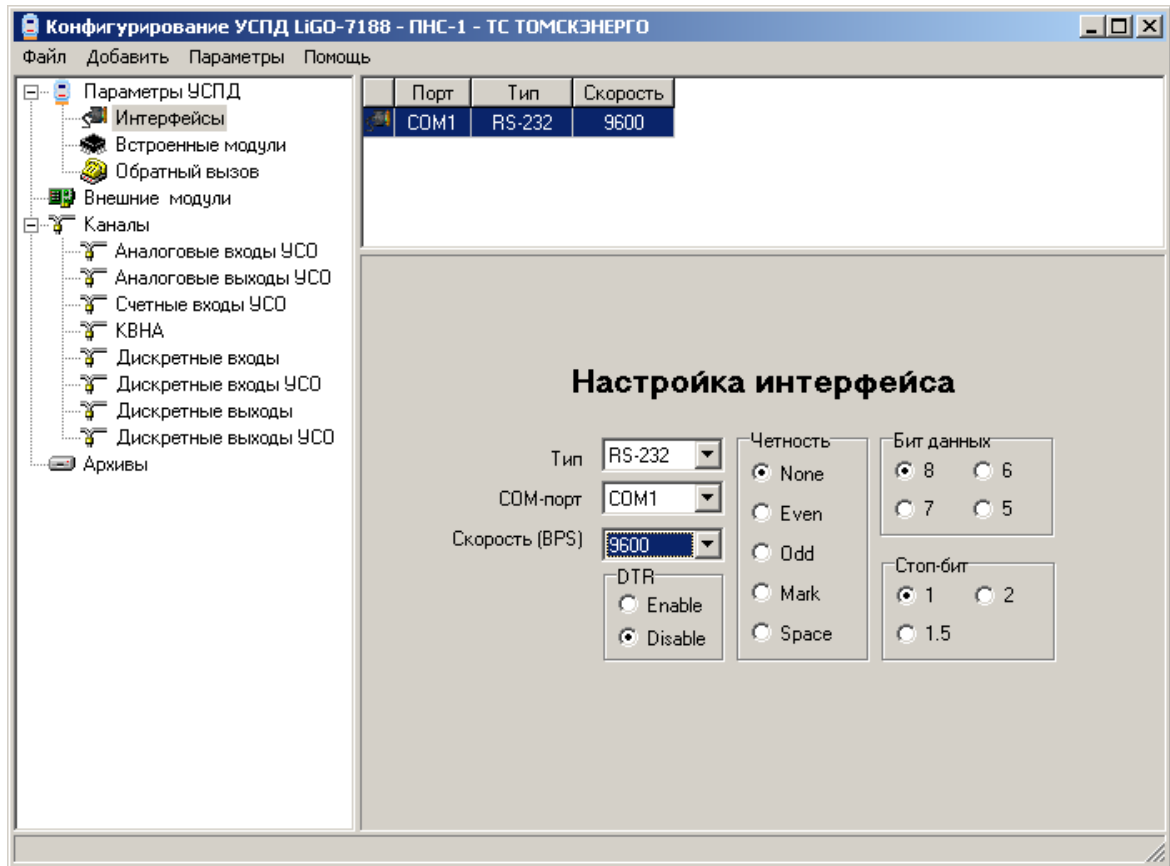 Конфигурирование УСПД LiGO-7188 - ПНС-1 - ТС ТОМСКЭНЕРГО
Файл Добавить Параметры Помощь
Параметры УСПД
Интерфейсы
Встроенные модули
Обратный вызов
Внешние модули
Каналы
Аналоговые входы УСО
Аналоговые выходы УСО
Счетные входы УСО
КВНА
Дискретные входы
Дискретные входы УСО
Дискретные выходы
Дискретные выходы УСО
Архивы
Порт Тип Скорость
COM1 RS-232 9600
Настройка интерфейса
Тип RS-232
COM-порт COM1
Скорость (BPS) 9600
DTR
Enable
Disable
Четность
None
Even
Odd
Mark
Space
Бит данных
8 6
7 5
Стоп-бит
1 2
1.5